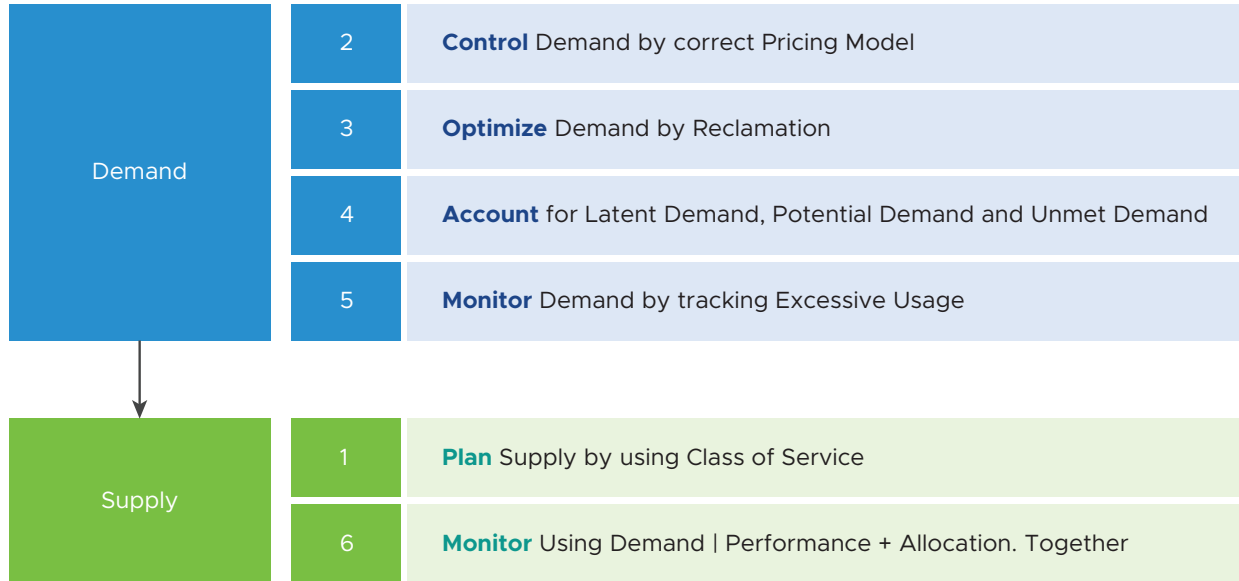 Demand
2
Control Demand by correct Pricing Model
3
Optimize Demand by Reclamation
4
Account for Latent Demand, Potential Demand and Unmet Demand
5
Monitor Demand by tracking Excessive Usage
Supply
1
Plan Supply by using Class of Service
6
Monitor Using Demand | Performance + Allocation. Together